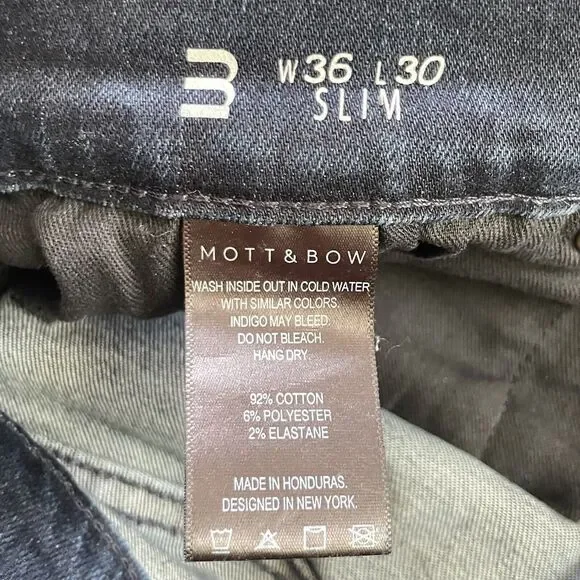 W36 L30
SLIM
MOTT & BOW
WASH INSIDE OUT IN COLD WATER
WITH SIMILAR COLORS.
INDIGO MAY BLEED.
DO NOT BLEACH.
HANG DRY.
92% COTTON
6% POLYESTER
2% ELASTANE
MADE IN HONDURAS.
DESIGNED IN NEW YORK.